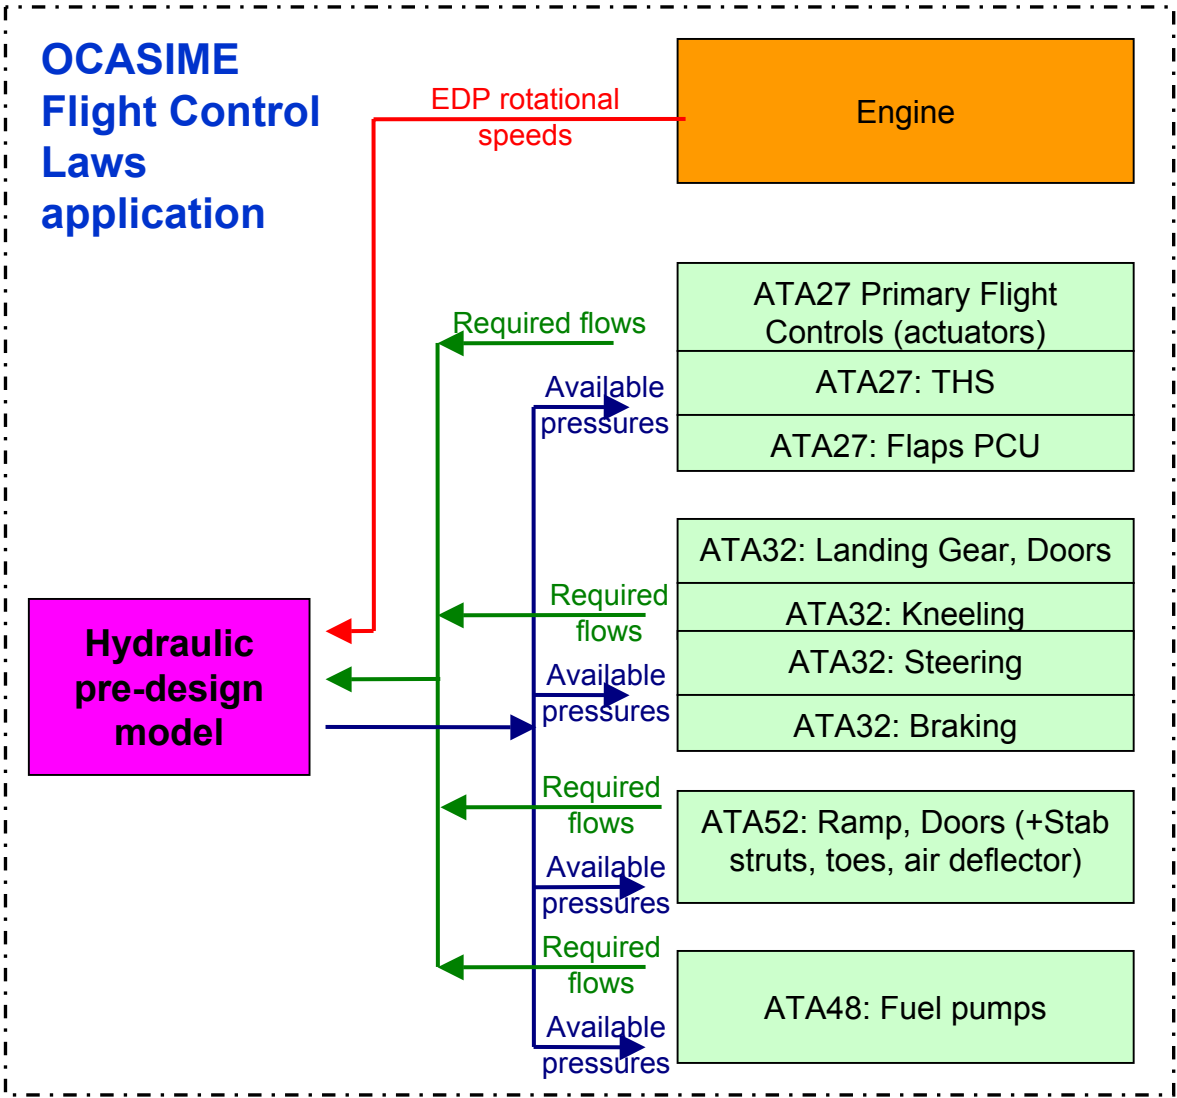 OCASIME
Flight Control
Laws
application
EDP rotational
speeds
Engine
Required flows
ATA27 Primary Flight
Controls (actuators)
Available
pressures
ATA27: THS
ATA27: Flaps PCU
ATA32: Landing Gear, Doors
Required
flows
ATA32: Kneeling
Hydraulic
pre-design
model
Available
pressures
ATA32: Steering
ATA32: Braking
Required
flows
ATA52: Ramp, Doors (+Stab
struts, toes, air deflector)
Available
pressures
Required
flows
ATA48: Fuel pumps
Available
pressures